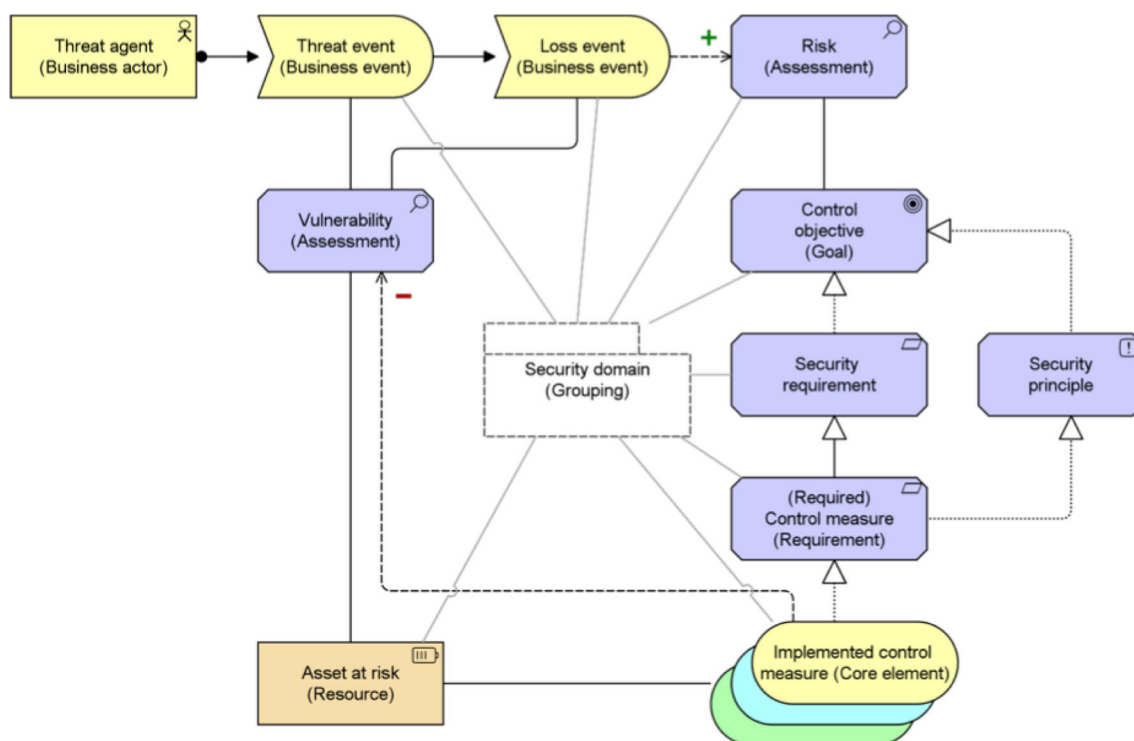 Threat agent
(Business actor)
Threat event
(Business event)
Loss event
(Business event)
+
Risk
(Assessment)
Vulnerability
(Assessment)
Control
objective
(Goal)
–
Security domain
(Grouping)
Security
requirement
Security
principle
!
(Required)
Control measure
(Requirement)
Asset at risk
(Resource)
Implemented control
measure (Core element)